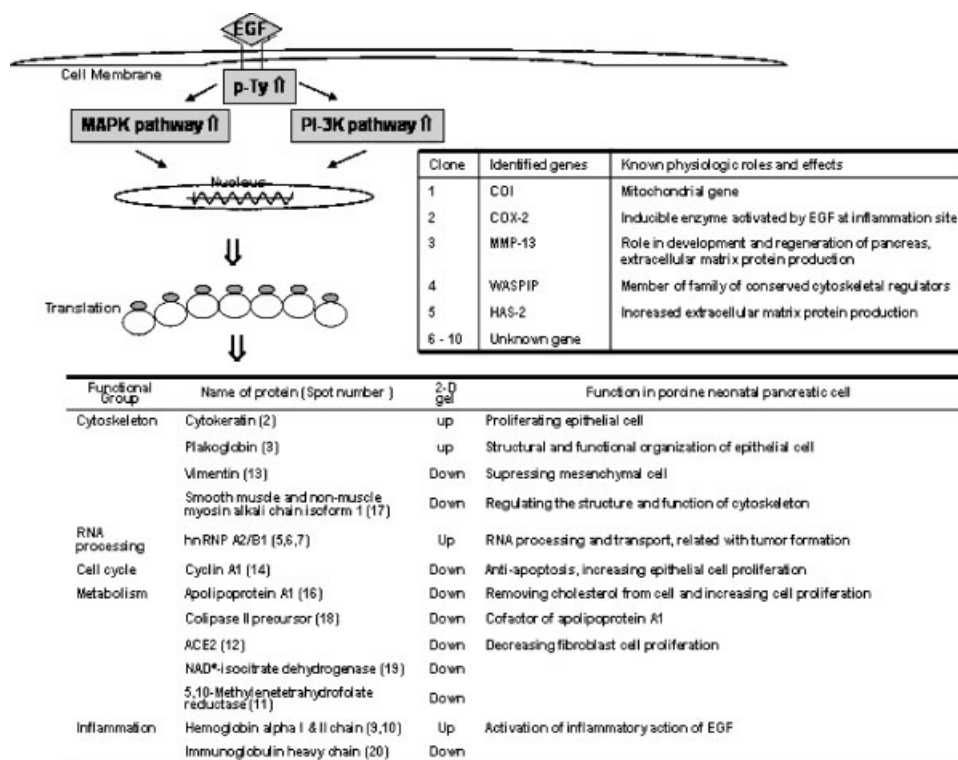 EGF
Cell Membrane
p-Ty ⇑
MAPK pathway ⇑
PI-3K pathway ⇑
Nucleus
Translation
Clone Identified genes Known physiologic roles and effects
1 COI Mitochondrial gene
2 COX-2 Inducible enzyme activated by EGF at inflammation site
3 MMP-13 Role in development and regeneration of pancreas,
extracellular matrix protein production
4 WASPIP Member of family of conserved cytoskeletal regulators
5 HAS-2 Increased extracellular matrix protein production
6 - 10 Unknown gene
Functional
Group
Name of protein (Spot number )
2-D
gel
Function in porcine neonatal pancreatic cell
Cytoskeleton Cytokeratin (2) up Proliferating epithelial cell
Plakoglobin (3) up Structural and functional organization of epithelial cell
Vimentin (13) Down Supressing mesenchymal cell
Smooth muscle and non-muscle
myosin alkali chain isoform 1 (17) Down Regulating the structure and function of cytoskeleton
RNA
processing hnRNP A2/B1 (5,6,7) Up RNA processing and transport, related with tumor formation
Cell cycle Cyclin A1 (14) Down Anti-apoptosis, increasing epithelial cell proliferation
Metabolism Apolipoprotein A1 (16) Down Removing cholesterol from cell and increasing cell proliferation
Colipase II precursor (18) Down Cofactor of apolipoprotein A1
ACE2 (12) Down Decreasing fibroblast cell proliferation
NAD⁺-isocitrate dehydrogenase (19) Down
5,10-Methylenetetrahydrofolate
reductase (11) Down
Inflammation Hemoglobin alpha I & II chain (9,10) Up Activation of inflammatory action of EGF
Immunoglobulin heavy chain (20) Down